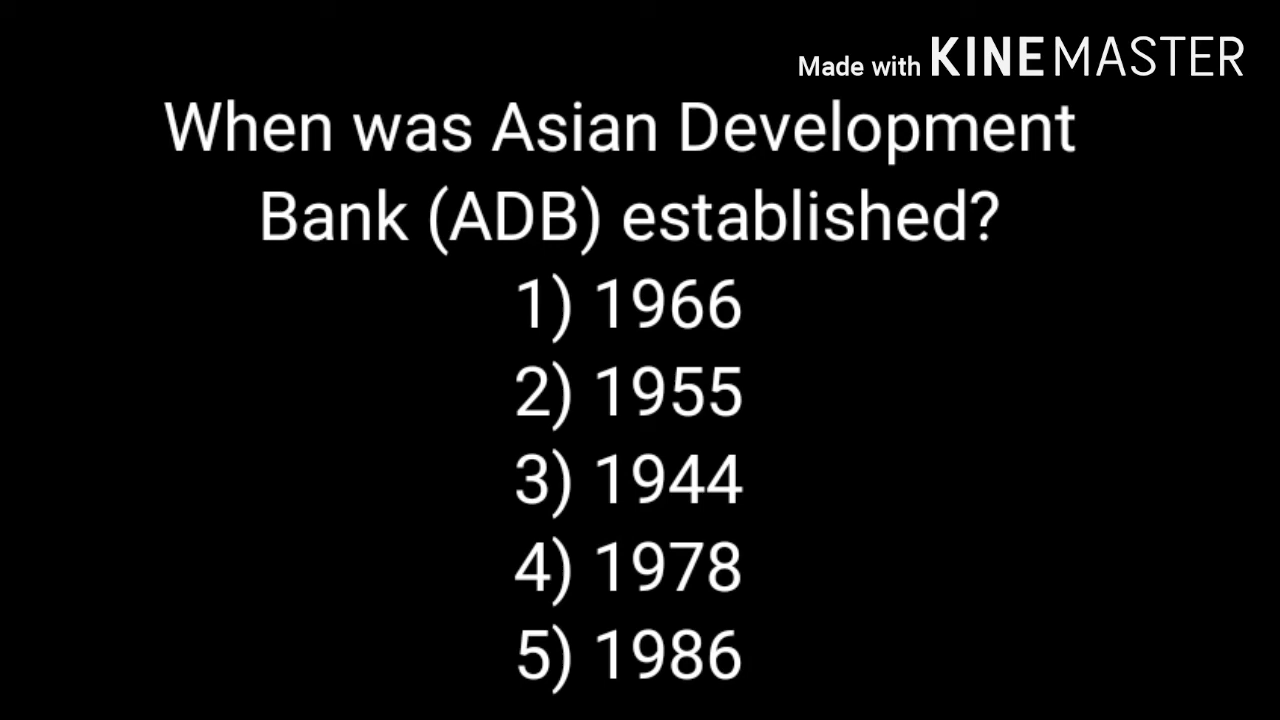 Made with KINEMASTER
When was Asian Development
Bank (ADB) established?
1) 1966
2) 1955
3) 1944
4) 1978
5) 1986